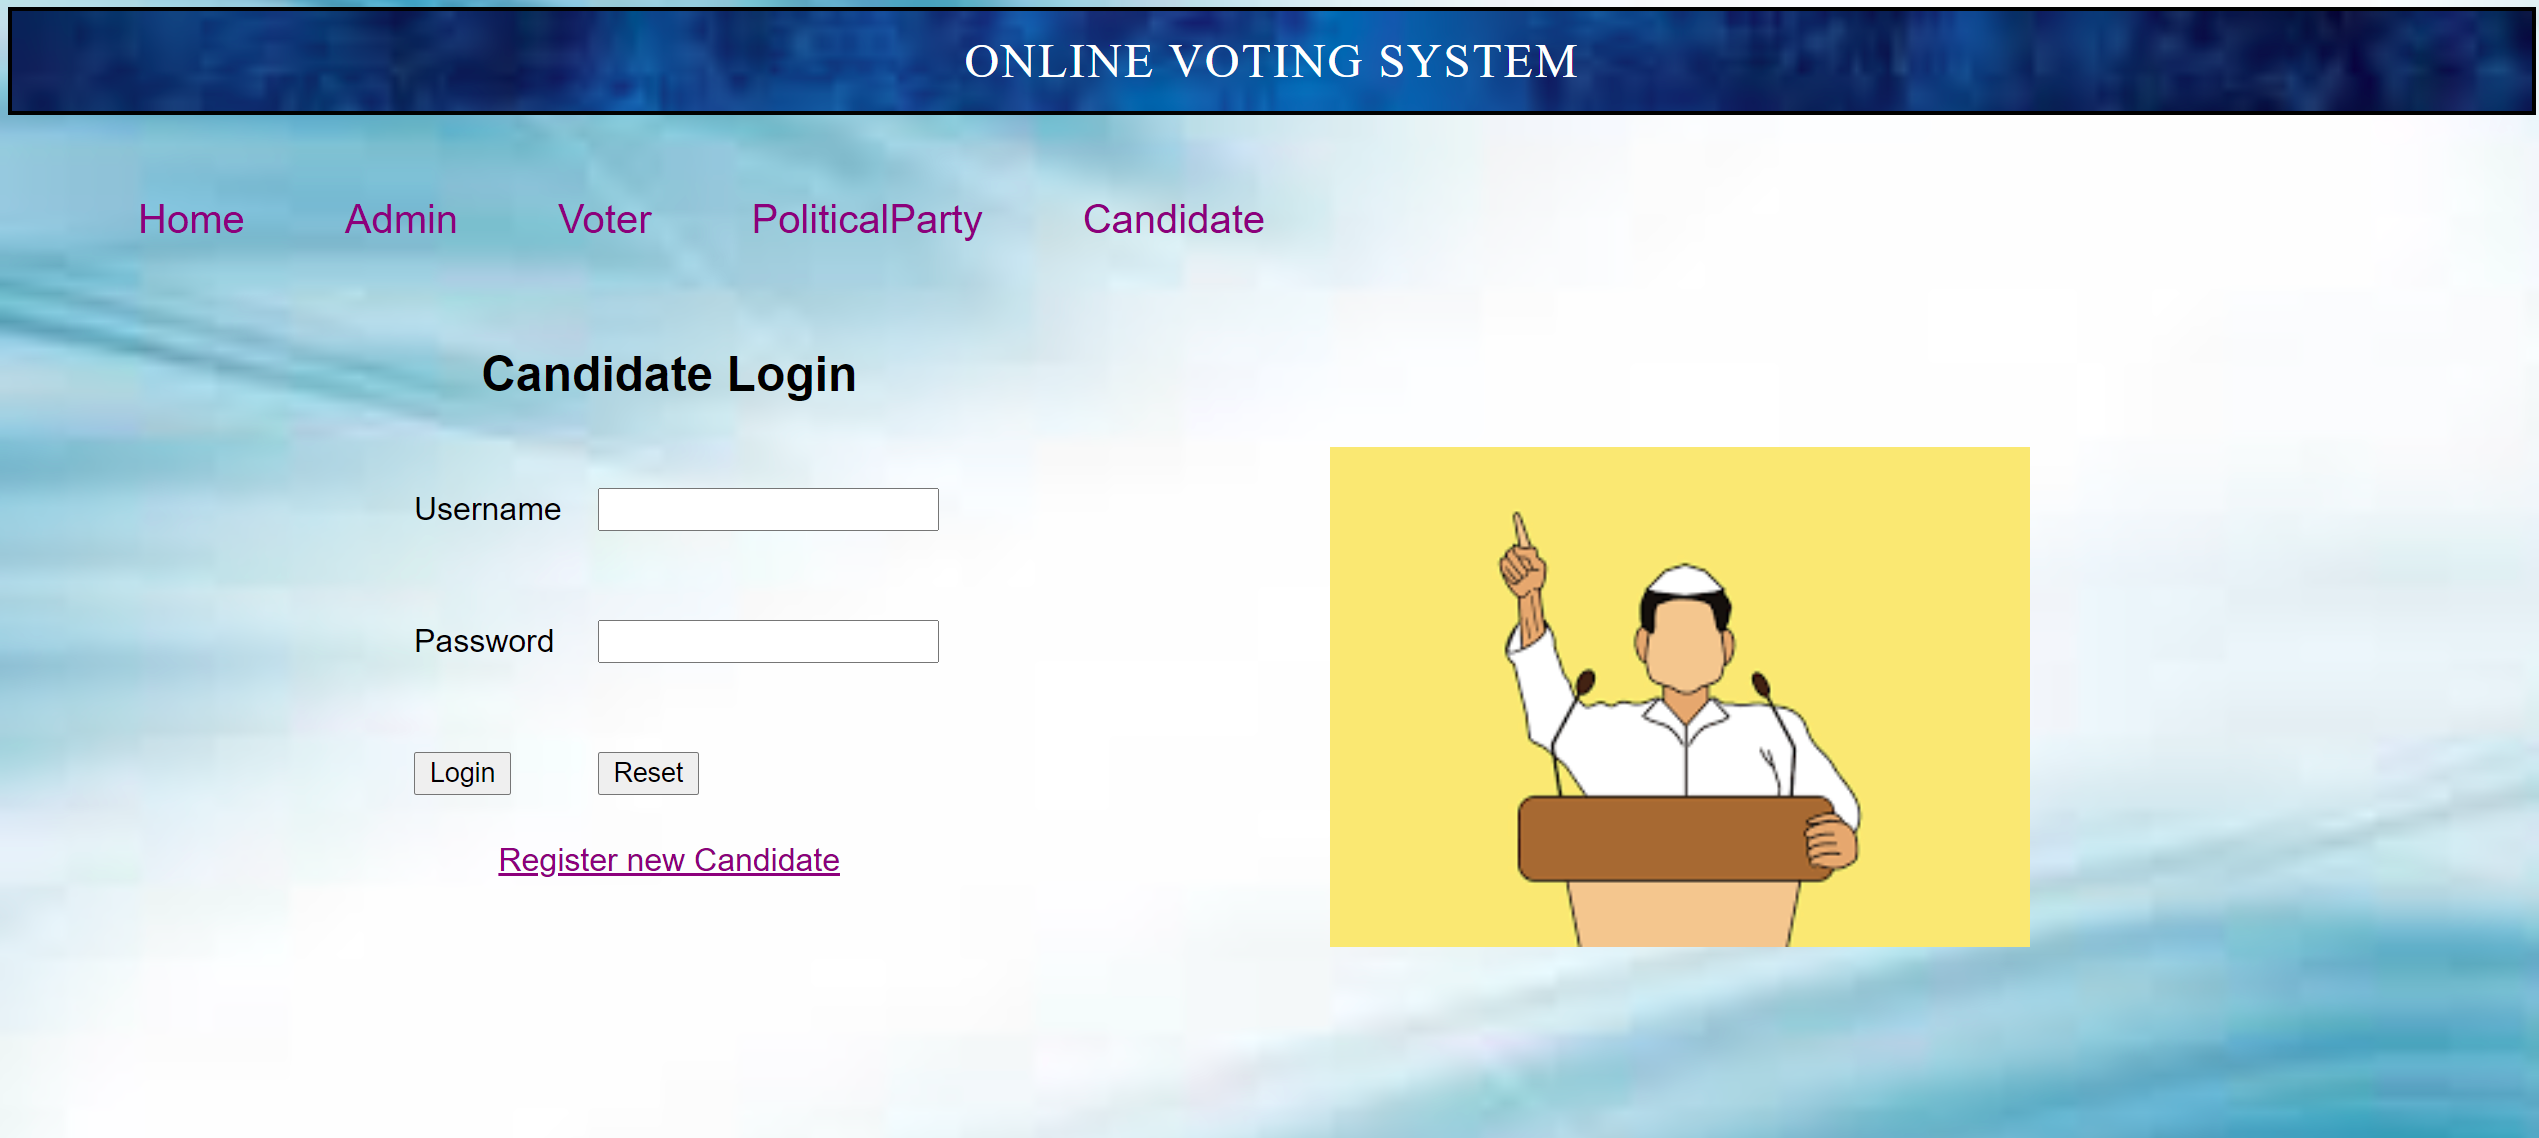 ONLINE VOTING SYSTEM
Home Admin Voter PoliticalParty Candidate
Candidate Login
Username
Password
Login Reset
Register new Candidate